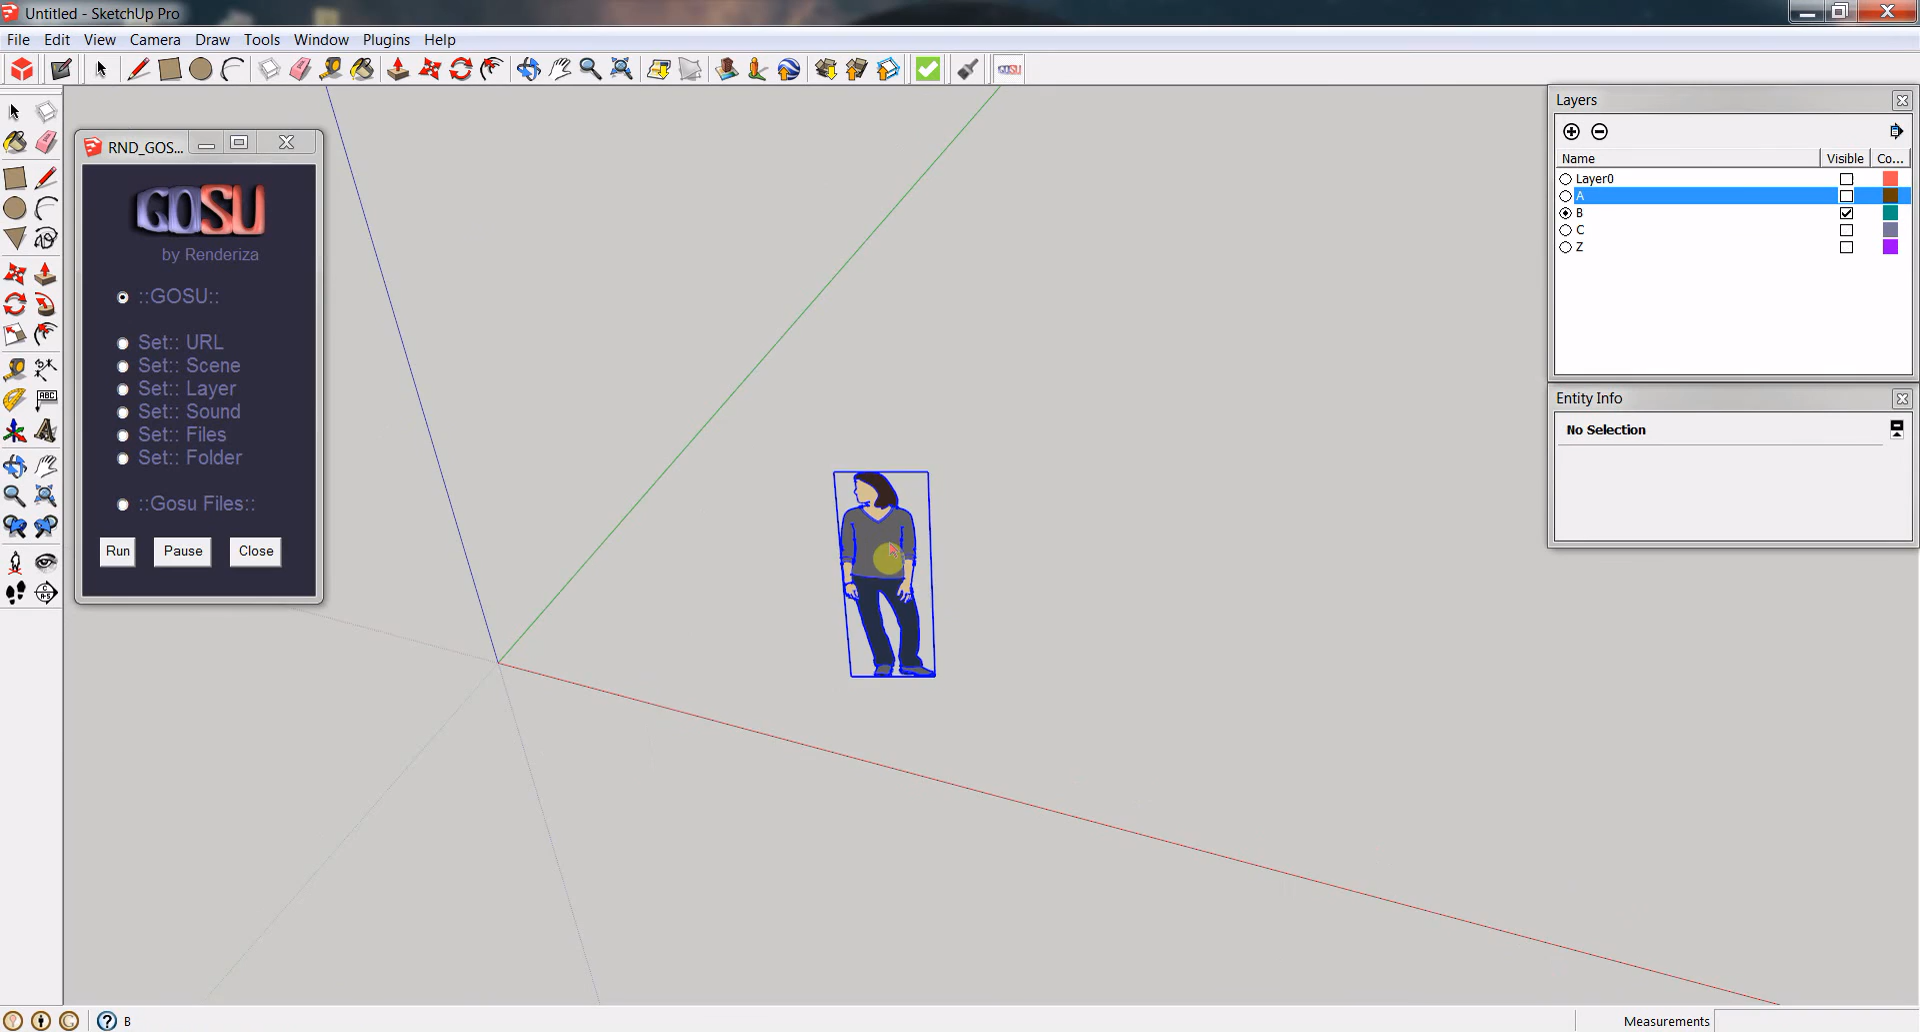 Untitled - SketchUp Pro
File Edit View Camera Draw Tools Window Plugins Help
GOSU
RND_GOS...
GOSU
by Renderiza
::GOSU::
Set:: URL
Set:: Scene
Set:: Layer
Set:: Sound
Set:: Files
Set:: Folder
::Gosu Files::
Run Pause Close
ABC
A
Layers
Name Visible Co...
Layer0
A
B
C
Z
Entity Info
No Selection
B
Measurements